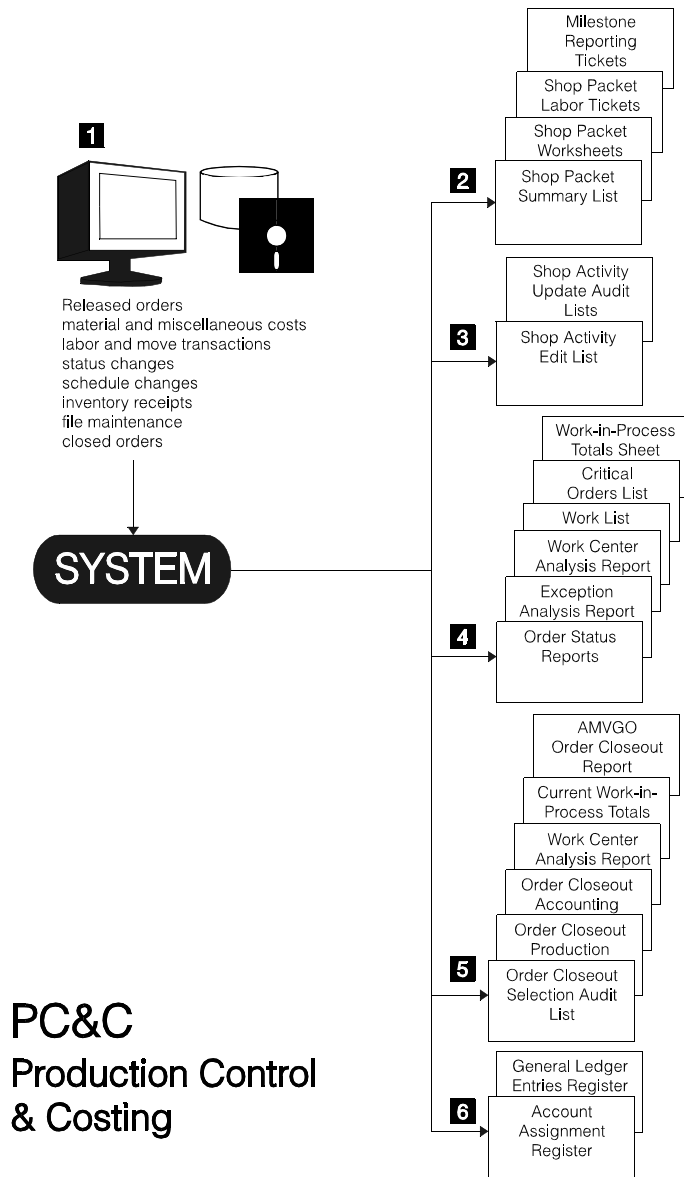 1
Released orders
material and miscellaneous costs
labor and move transactions
status changes
schedule changes
inventory receipts
file maintenance
closed orders
SYSTEM
Milestone
Reporting
Tickets
Shop Packet
Labor Tickets
Shop Packet
Worksheets
2
Shop Packet
Summary List
Shop Activity
Update Audit
Lists
3
Shop Activity
Edit List
Work-in-Process
Totals Sheet
Critical
Orders List
Work List
Work Center
Analysis Report
Exception
Analysis Report
4
Order Status
Reports
AMVGO
Order Closeout
Report
Current Work-in-
Process Totals
Work Center
Analysis Report
Order Closeout
Accounting
Order Closeout
Production
5
Order Closeout
Selection Audit
List
General Ledger
Entries Register
6
Account
Assignment
Register
PC&C
Production Control
& Costing